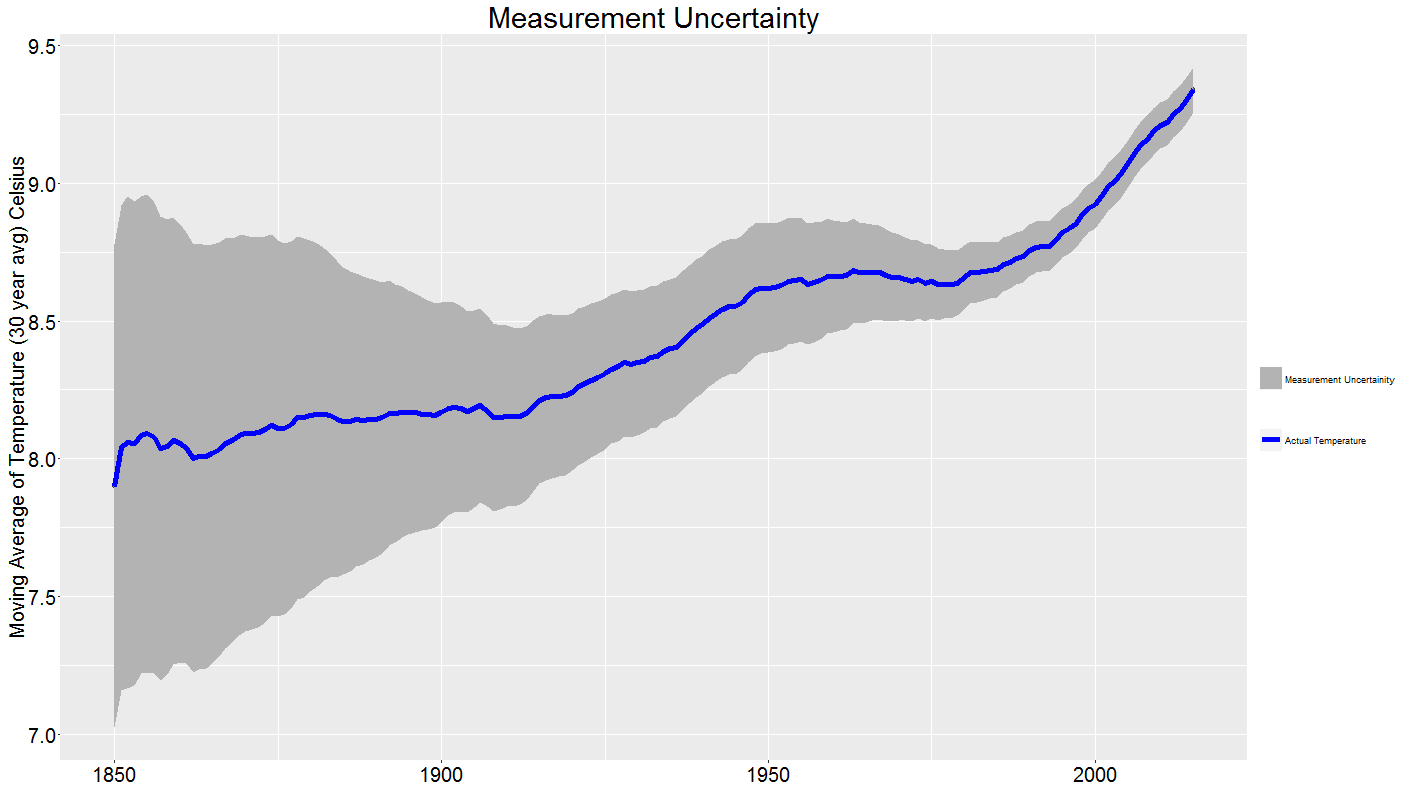 Measurement Uncertainty
Moving Average of Temperature (30 year avg) Celsius
9.5
9.0
8.5
8.0
7.5
7.0
1850 1900 1950 2000
Measurement Uncertainity
Actual Temperature